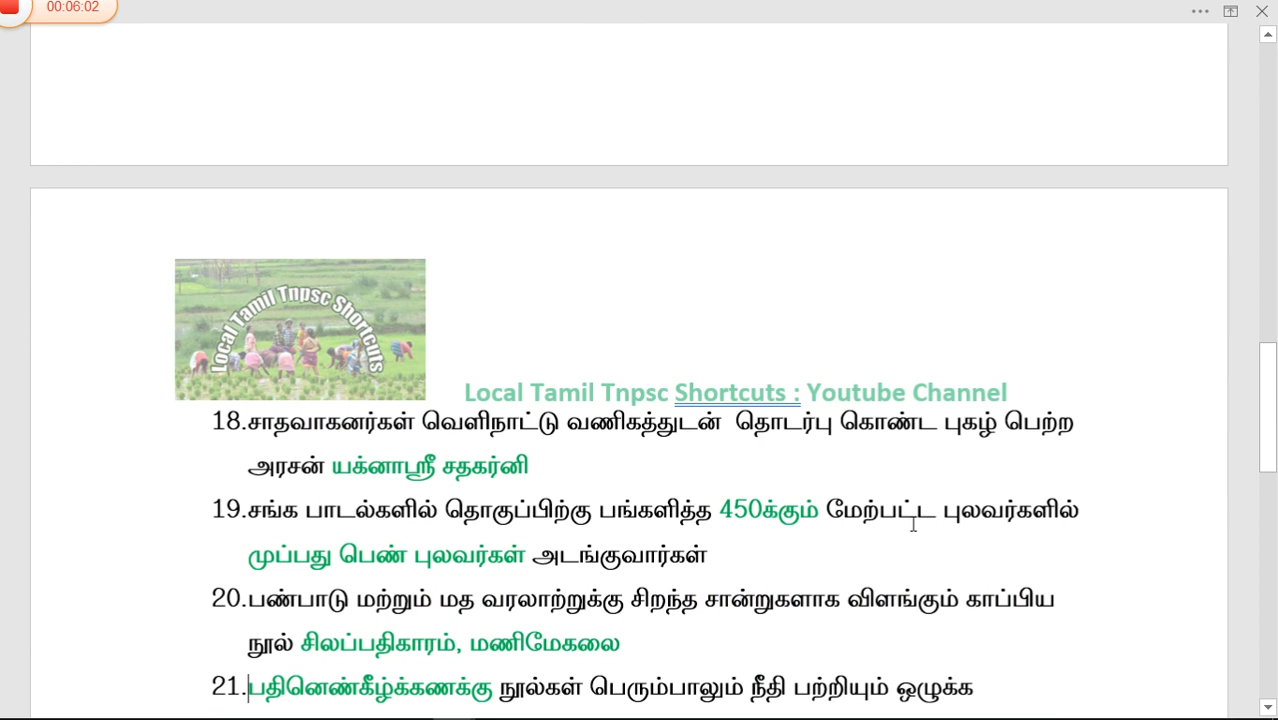 00:06:02
Local Tamil Tnpsc Shortcuts
Local Tamil Tnpsc Shortcuts : Youtube Channel
18.சாதவாகனர்கள் வெளிநாட்டு வணிகத்துடன் தொடர்பு கொண்ட புகழ் பெற்ற
அரசன் யக்னாஸ்ரீ சதகர்னி
19.சங்க பாடல்களில் தொகுப்பிற்கு பங்களித்த 450க்கும் மேற்பட்ட புலவர்களில்
முப்பது பெண் புலவர்கள் அடங்குவார்கள்
20.பண்பாடு மற்றும் மத வரலாற்றுக்கு சிறந்த சான்றுகளாக விளங்கும் காப்பிய
நூல் சிலப்பதிகாரம், மணிமேகலை
21.பதினெண்கீழ்க்கணக்கு நூல்கள் பெரும்பாலும் நீதி பற்றியும் ஒழுக்க